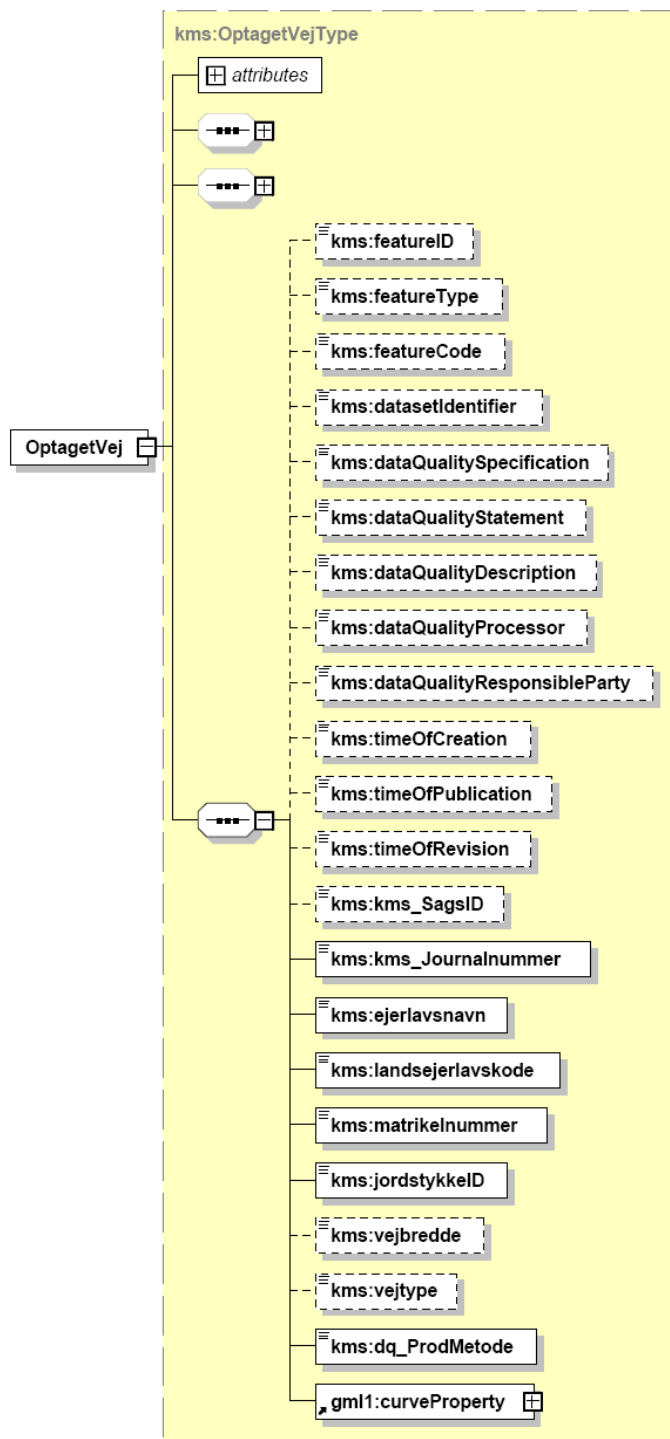 kms:OptagetVejType
attributes
kms:featureID
kms:featureType
kms:featureCode
kms:datasetIdentifier
OptagetVej
kms:dataQualitySpecification
kms:dataQualityStatement
kms:dataQualityDescription
kms:dataQualityProcessor
kms:dataQualityResponsibleParty
kms:timeOfCreation
kms:timeOfPublication
kms:timeOfRevision
kms:kms_SagsID
kms:kms_Journalnummer
kms:ejerlavsnavn
kms:landsejerlavskode
kms:matrikelnummer
kms:jordstykkeID
kms:vejbredde
kms:vejtype
kms:dq_ProdMetode
gml1:curveProperty